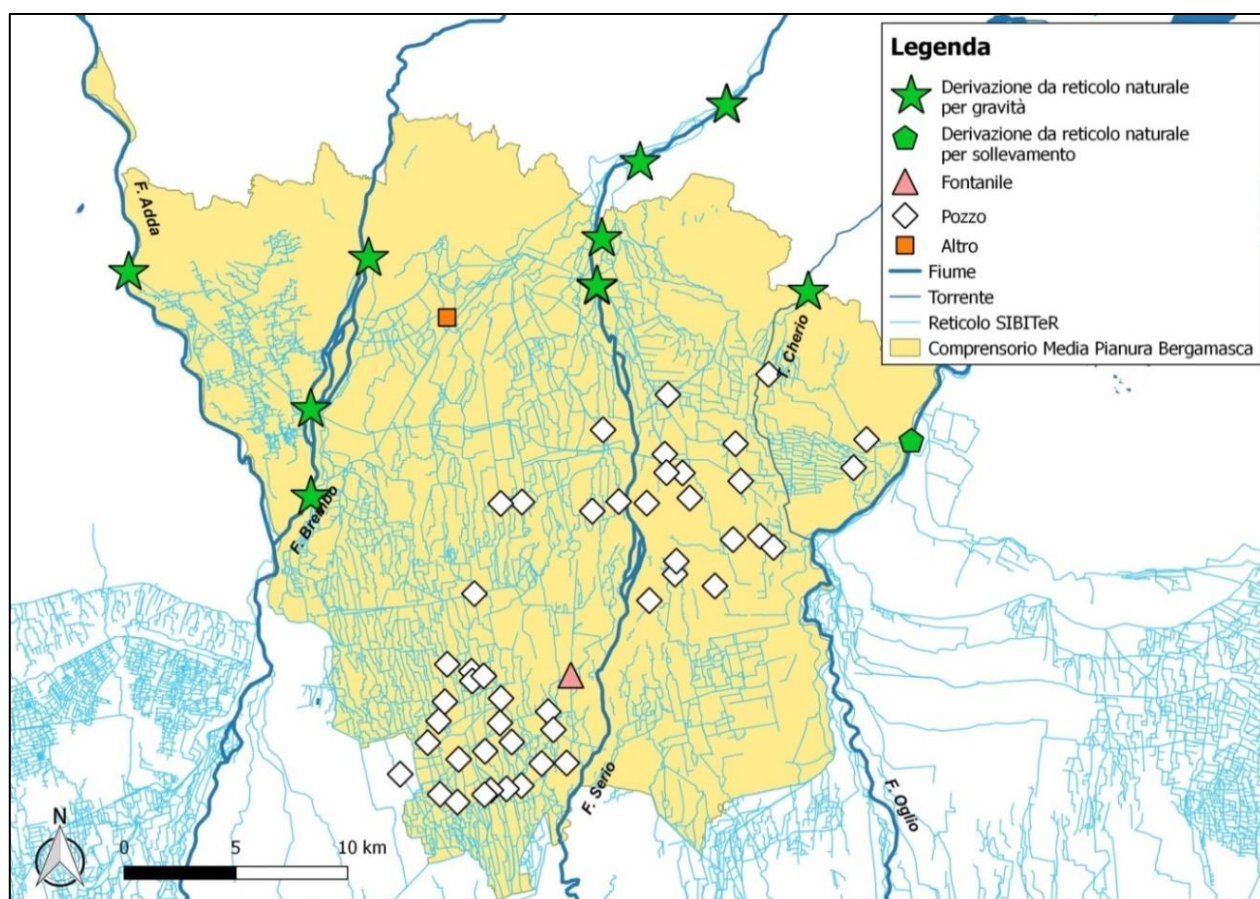 Legenda
Derivazione da reticolo naturale
per gravità
Derivazione da reticolo naturale
per sollevamento
Fontanile
Pozzo
Altro
Fiume
Torrente
Reticolo SIBITeR
Comprensorio Media Pianura Bergamasca
F. Adda
T. Cherio
F. Brembo
F. Serio
F. Oglio
N
0 5 10 km